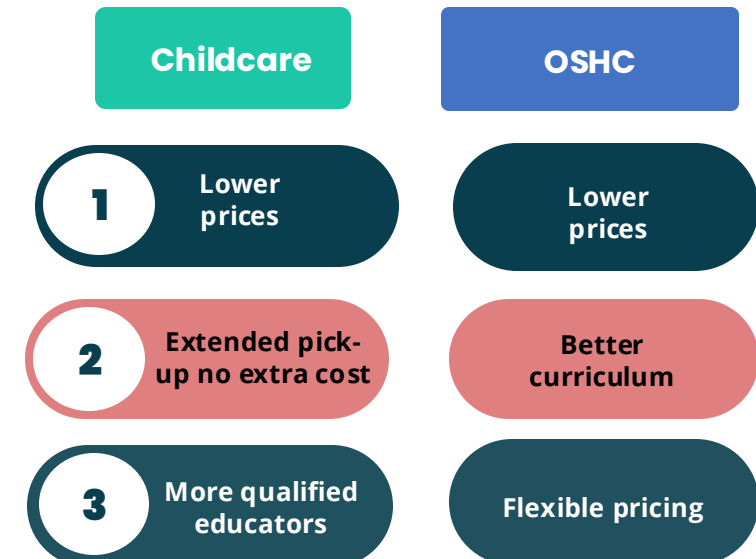 Childcare
OSHC
1
Lower
prices
Lower
prices
2
Extended pick-
up no extra cost
Better
curriculum
3
More qualified
educators
Flexible pricing